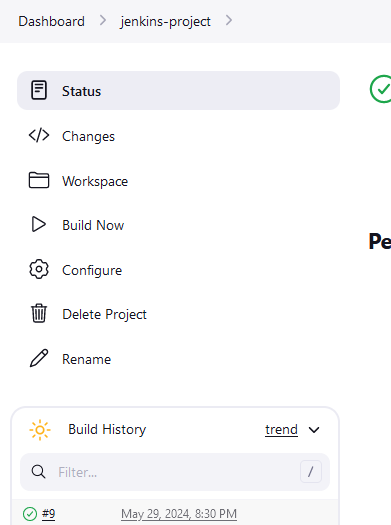 Dashboard > jenkins-project >
Status
Changes
Workspace
Pe
Build Now
Configure
Delete Project
Rename
Build History trend
Filter... /
#9 May 29, 2024, 8:30 PM